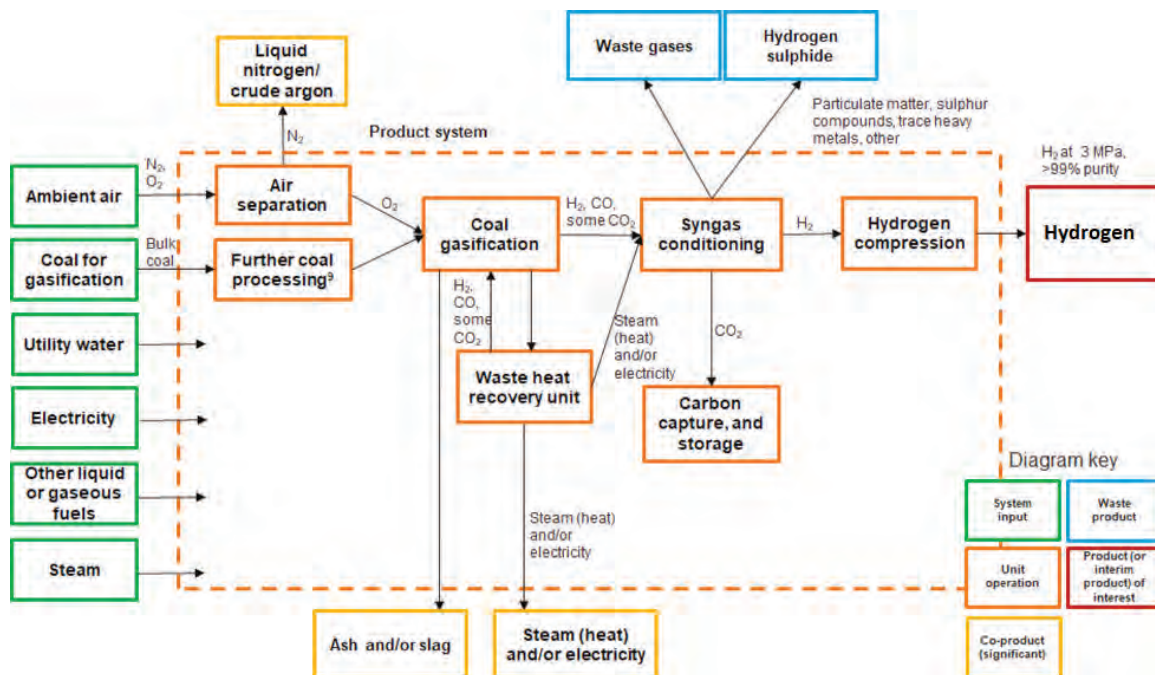 Liquid
nitrogen/
crude argon
Waste gases
Hydrogen
sulphide
Particulate matter, sulphur
compounds, trace heavy
metals, other
N2
Product system
H2 at 3 MPa,
>99% purity
Ambient air
N2,
O2
Air
separation
O2
Coal
gasification
H2, CO,
some CO2
Syngas
conditioning
H2
Hydrogen
compression
Hydrogen
Coal for
gasification
Bulk
coal
Further coal
processing9
H2,
CO,
some
CO2
Steam
(heat)
and/or
electricity
CO2
Utility water
Waste heat
recovery unit
Carbon
capture, and
storage
Electricity
Other liquid
or gaseous
fuels
Steam (heat)
and/or
electricity
Steam
Ash and/or slag
Steam (heat)
and/or electricity
Diagram key
System
input
Waste
product
Unit
operation
Product (or
interim
product) of
interest
Co-product
(significant)